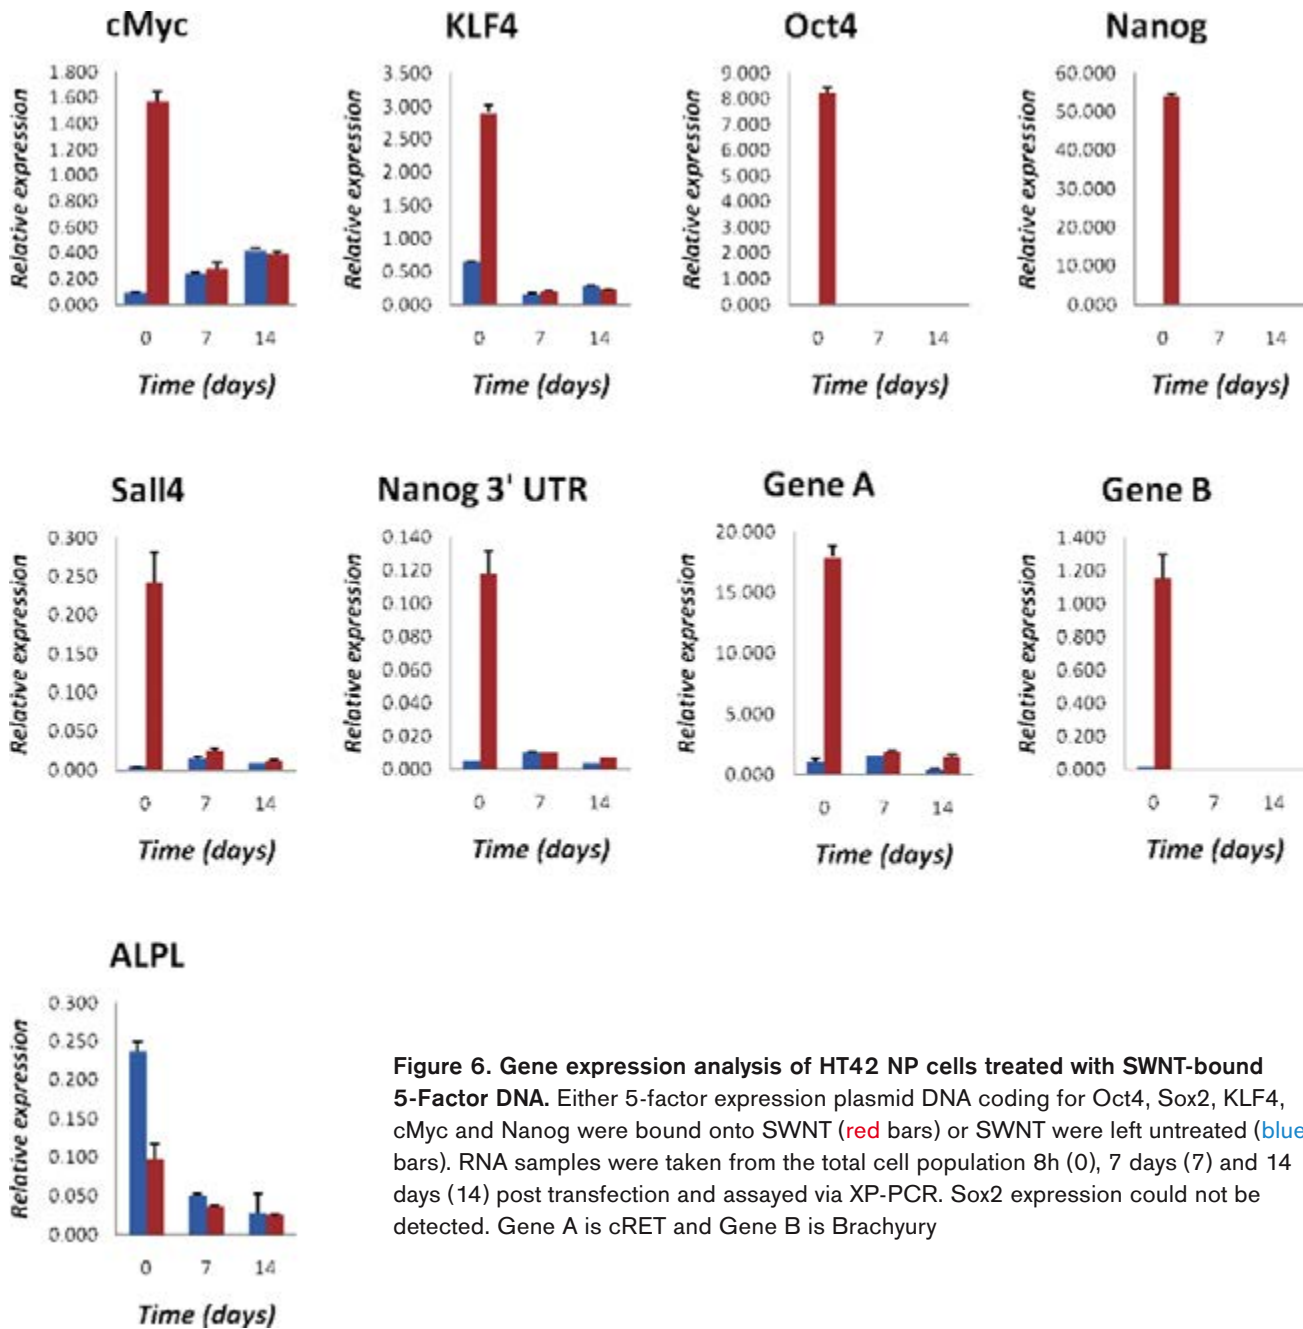 cMyc
KLF4
Oct4
Nanog
Relative expression
1.800
1.600
1.400
1.200
1.000
0.800
0.600
0.400
0.200
0.000
0 7 14
Time (days)
Relative expression
3.500
3.000
2.500
2.000
1.500
1.000
0.500
0.000
0 7 14
Time (days)
Relative expression
9.000
8.000
7.000
6.000
5.000
4.000
3.000
2.000
1.000
0.000
0 7 14
Time (days)
Relative expression
60.000
50.000
40.000
30.000
20.000
10.000
0.000
0 7 14
Time (days)
Sall4
Nanog 3' UTR
Gene A
Gene B
Relative expression
0.300
0.250
0.200
0.150
0.100
0.050
0.000
0 7 14
Time (days)
Relative expression
0.140
0.120
0.100
0.080
0.060
0.040
0.020
0.000
0 7 14
Time (days)
Relative expression
20.000
15.000
10.000
5.000
0.000
0 7 14
Time (days)
Relative expression
1.400
1.200
1.000
0.800
0.600
0.400
0.200
0.000
0 7 14
Time (days)
ALPL
Relative expression
0.300
0.250
0.200
0.150
0.100
0.050
0.000
0 7 14
Time (days)
Figure 6. Gene expression analysis of HT42 NP cells treated with SWNT-bound
5-Factor DNA. Either 5-factor expression plasmid DNA coding for Oct4, Sox2, KLF4,
cMyc and Nanog were bound onto SWNT (red bars) or SWNT were left untreated (blue
bars). RNA samples were taken from the total cell population 8h (0), 7 days (7) and 14
days (14) post transfection and assayed via XP-PCR. Sox2 expression could not be
detected. Gene A is cRET and Gene B is Brachyury